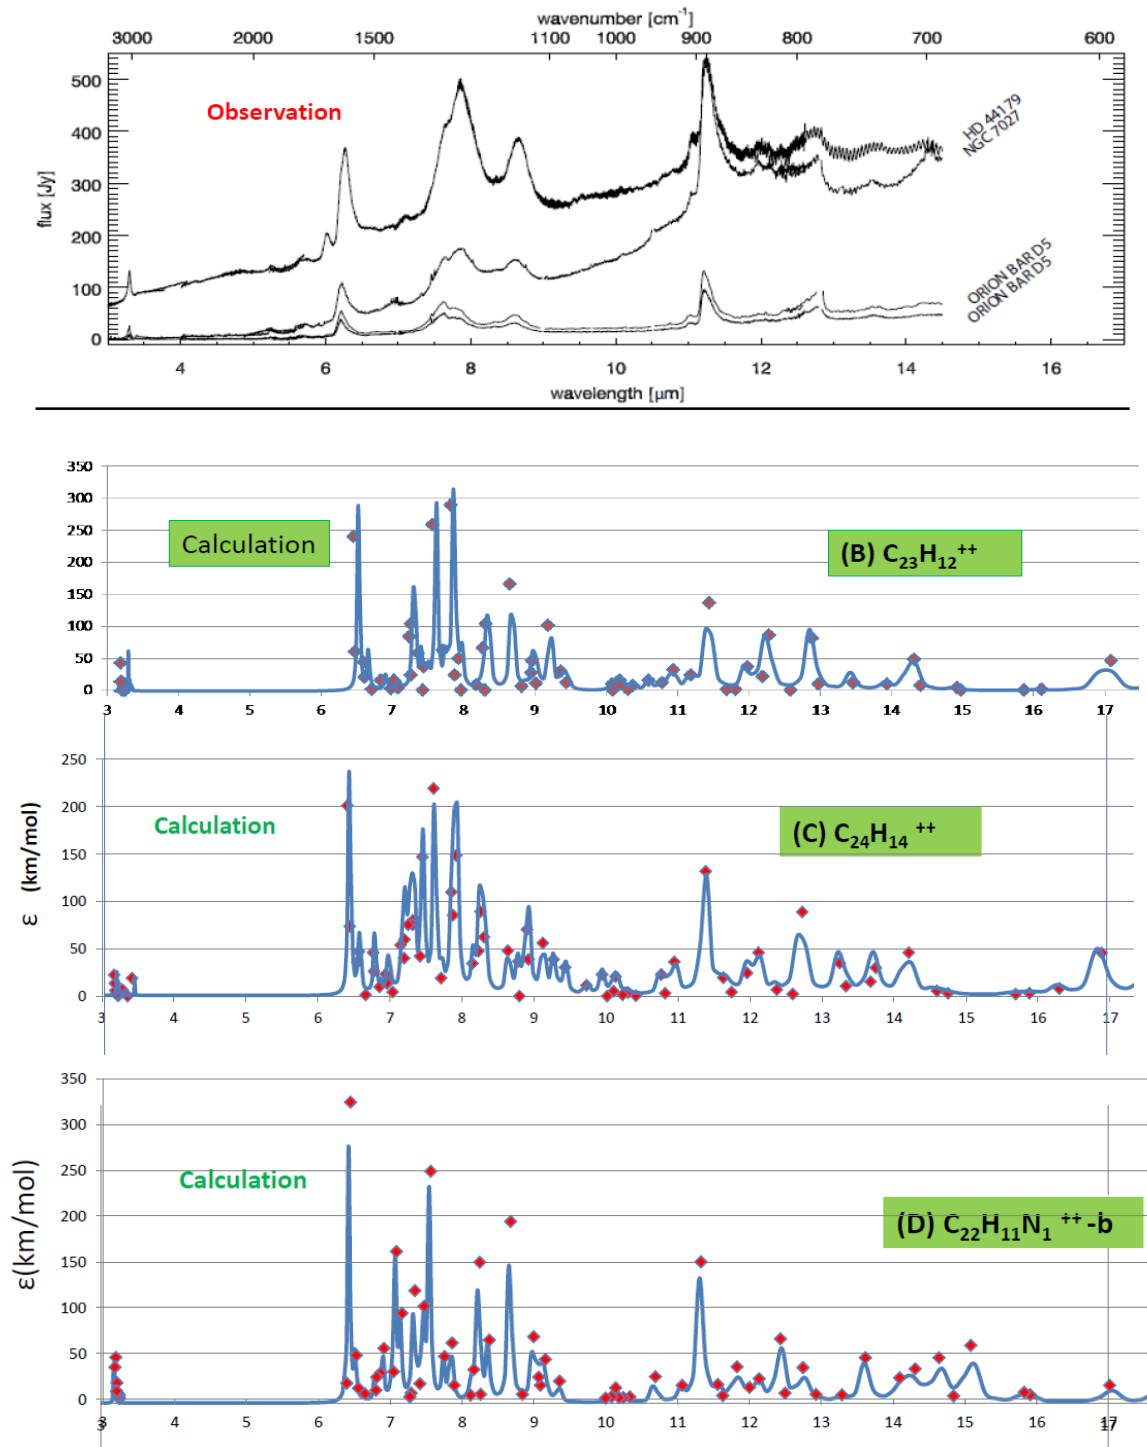 wavenumber [cm⁻¹]
3000 2000 1500 1100 1000 900 800 700 600
Observation
flux [Jy]
500
400
300
200
100
0
HD 44179
NGC 7027
ORION BAR D5
ORION BAR D5
4 6 8 10 12 14 16
wavelength [µm]
350
300
250
200
150
100
50
0
Calculation
(B) C₂₃H₁₂⁺⁺
3 4 5 6 7 8 9 10 11 12 13 14 15 16 17
ε (km/mol)
250
200
150
100
50
0
Calculation
(C) C₂₄H₁₄ ⁺⁺
3 4 5 6 7 8 9 10 11 12 13 14 15 16 17
ε(km/mol)
350
300
250
200
150
100
50
0
Calculation
(D) C₂₂H₁₁N₁ ⁺⁺-b
3 4 5 6 7 8 9 10 11 12 13 14 15 16 17